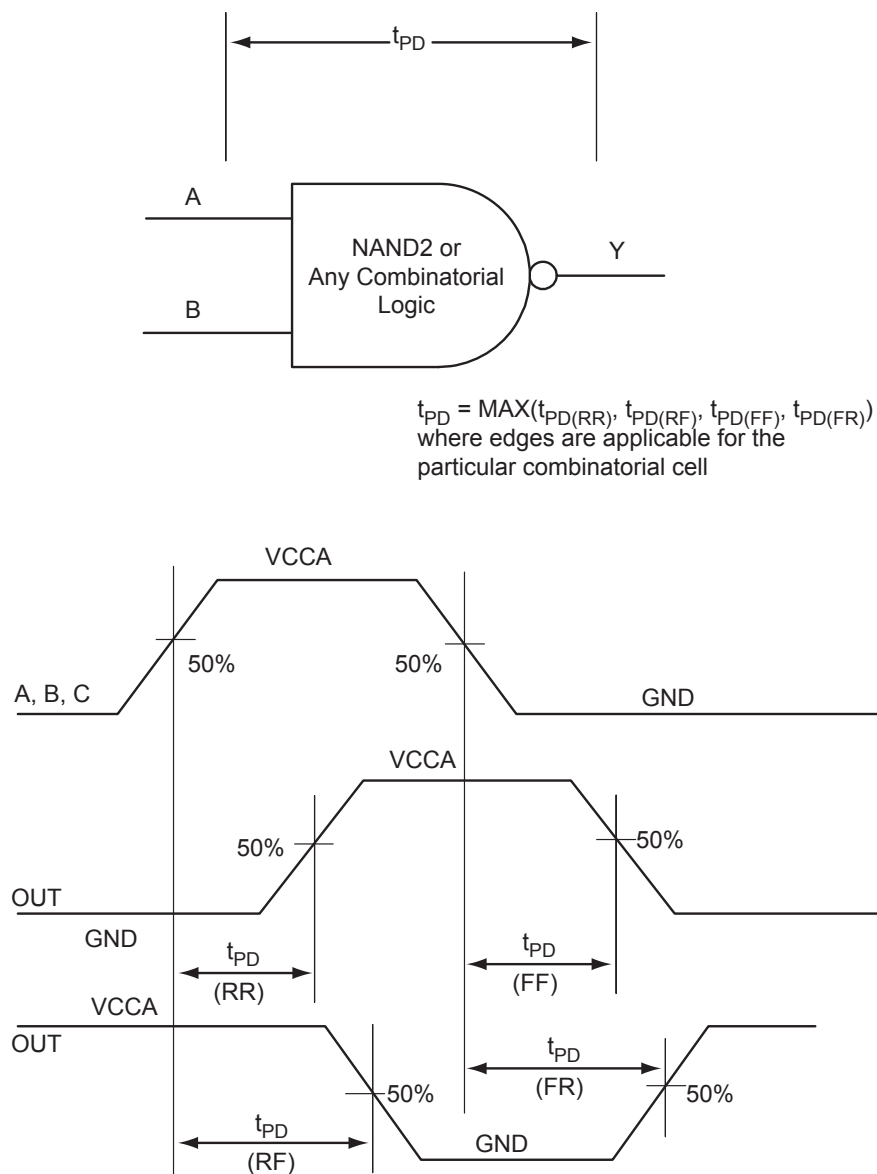 tPD
A
NAND2 or
Any Combinatorial
Logic
Y
B
tPD = MAX(tPD(RR), tPD(RF), tPD(FF), tPD(FR))
where edges are applicable for the
particular combinatorial cell
VCCA
50%
50%
A, B, C
GND
VCCA
50%
50%
OUT
GND
tPD
(RR)
tPD
(FF)
VCCA
OUT
tPD
(FR)
50%
50%
tPD
(RF)
GND